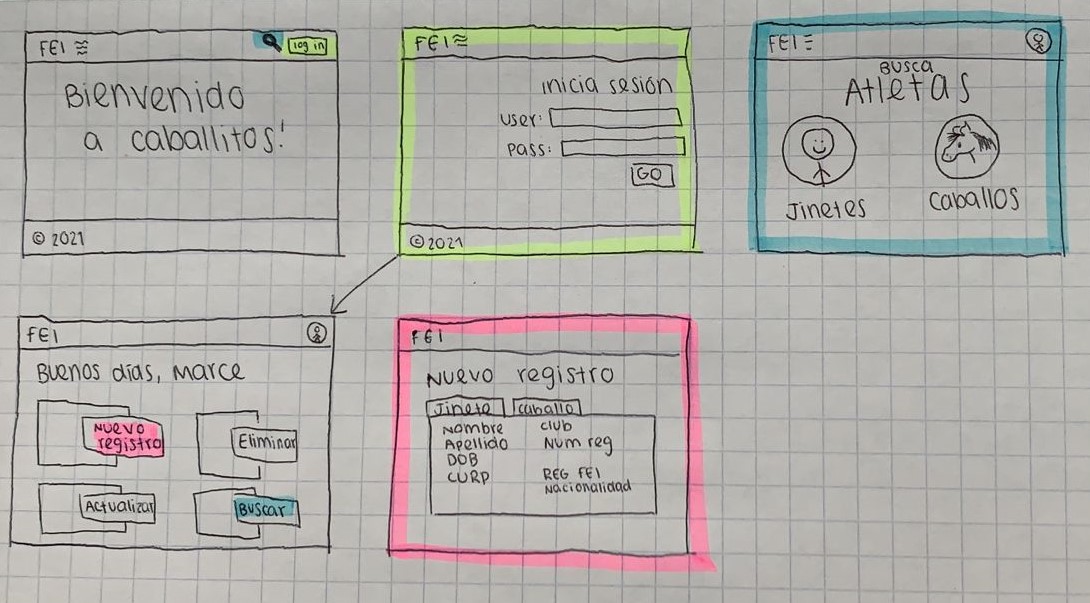 FEI
log in
Bienvenido
a caballitos!
© 2021
FEI
inicia sesión
user:
pass:
GO
© 2021
FEI
Busca
Atletas
Jinetes
caballos
FEI
Buenos días, Marce
Nuevo
registro
Eliminar
Actualizar
Buscar
FEI
Nuevo registro
Jinete
caballo
Nombre
Apellido
DOB
CURP
club
Num reg
REG FEI
Nacionalidad